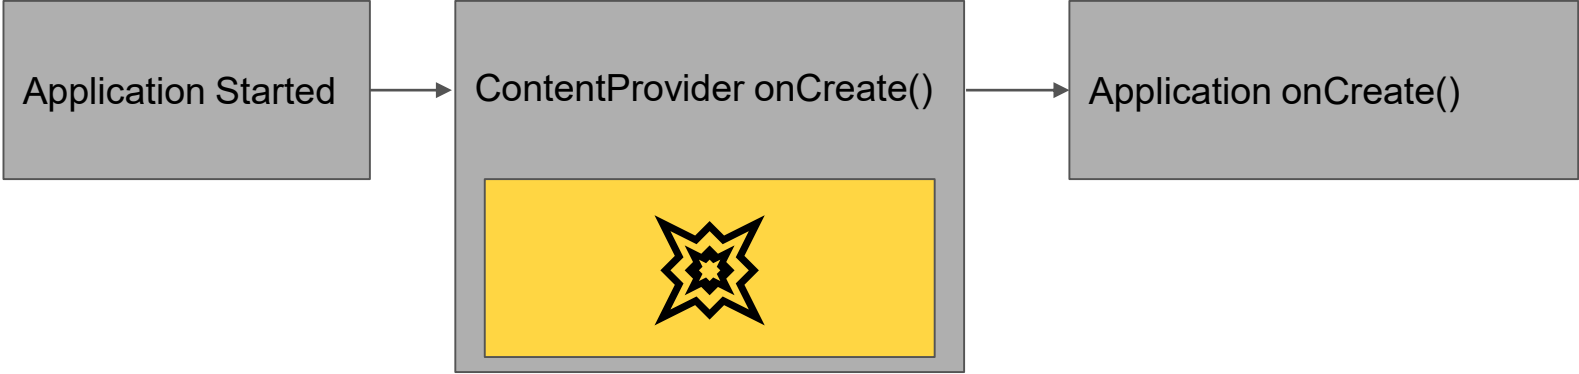 Application Started
ContentProvider onCreate()
Application onCreate()